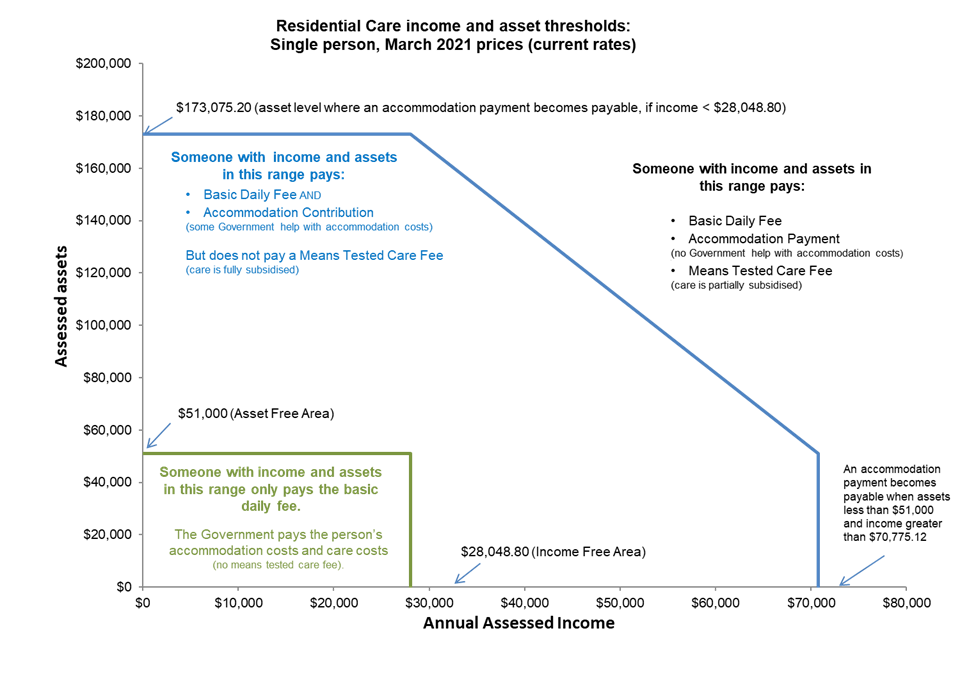 Residential Care income and asset thresholds:
Single person, March 2021 prices (current rates)
$200,000
$180,000
$160,000
$140,000
$120,000
$100,000
$80,000
$60,000
$40,000
$20,000
$0
Assessed assets
$173,075.20 (asset level where an accommodation payment becomes payable, if income < $28,048.80)
Someone with income and assets
in this range pays:
• Basic Daily Fee AND
• Accommodation Contribution
(some Government help with accommodation costs)
But does not pay a Means Tested Care Fee
(care is fully subsidised)
Someone with income and assets in
this range pays:
• Basic Daily Fee
• Accommodation Payment
(no Government help with accommodation costs)
• Means Tested Care Fee
(care is partially subsidised)
$51,000 (Asset Free Area)
Someone with income and assets
in this range only pays the basic
daily fee.
The Government pays the person's
accommodation costs and care costs
(no means tested care fee).
$28,048.80 (Income Free Area)
An accommodation
payment becomes
payable when assets
less than $51,000
and income greater
than $70,775.12
$0
$10,000
$20,000
$30,000
$40,000
$50,000
$60,000
$70,000
$80,000
Annual Assessed Income